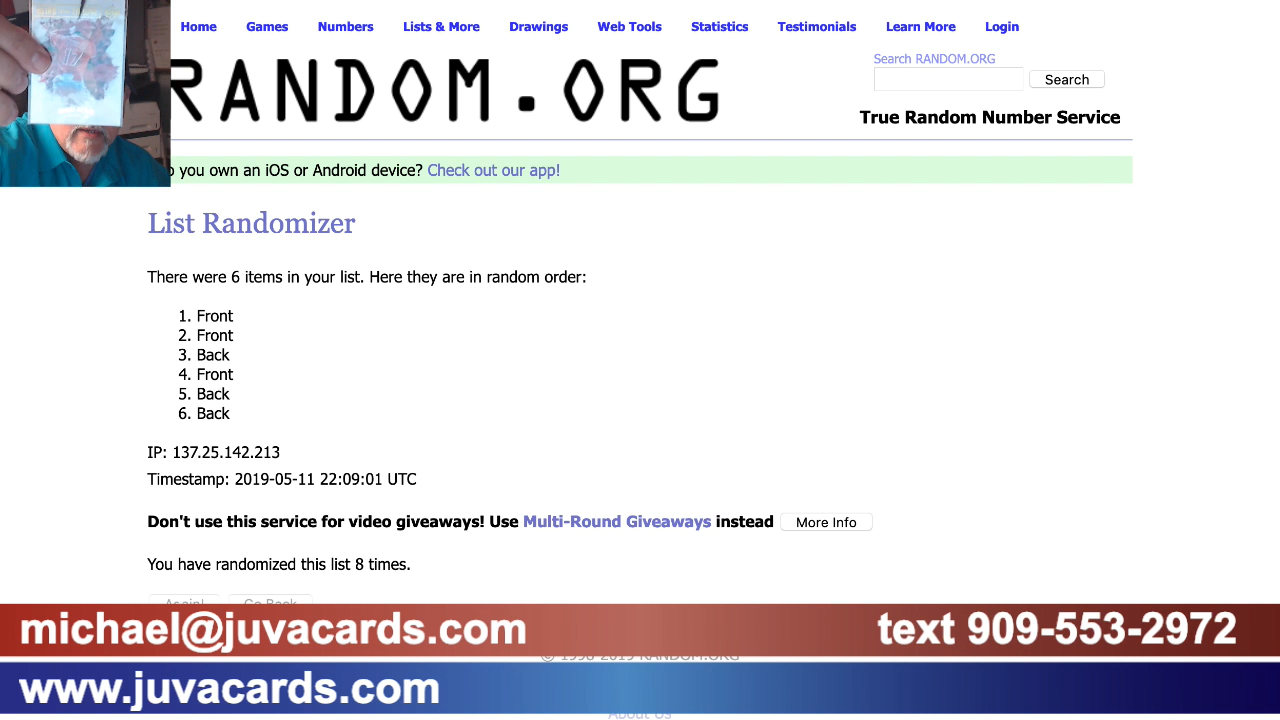 Home Games Numbers Lists & More Drawings Web Tools Statistics Testimonials Learn More Login
RANDOM.ORG
Search RANDOM.ORG
Search
True Random Number Service
you own an iOS or Android device? Check out our app!
List Randomizer
There were 6 items in your list. Here they are in random order:
1. Front
2. Front
3. Back
4. Front
5. Back
6. Back
IP: 137.25.142.213
Timestamp: 2019-05-11 22:09:01 UTC
Don't use this service for video giveaways! Use Multi-Round Giveaways instead More Info
You have randomized this list 8 times.
Again! Go Back
michael@juvacards.com text 909-553-2972
© 1998-2019 RANDOM.ORG
www.juvacards.com
About Us